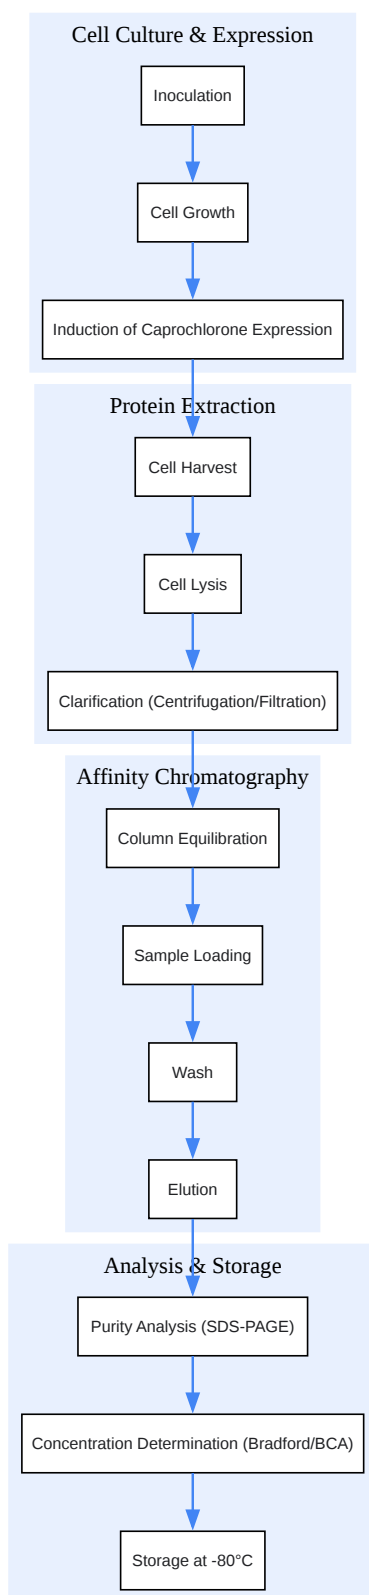 Cell Culture & Expression
Inoculation
Cell Growth
Induction of Caprochlorone Expression
Protein Extraction
Cell Harvest
Cell Lysis
Clarification (Centrifugation/Filtration)
Affinity Chromatography
Column Equilibration
Sample Loading
Wash
Elution
Analysis & Storage
Purity Analysis (SDS-PAGE)
Concentration Determination (Bradford/BCA)
Storage at -80°C